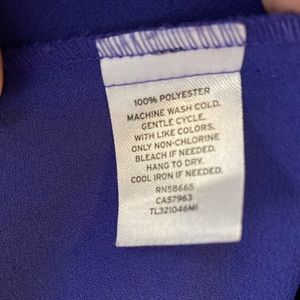 100% POLYESTER
MACHINE WASH COLD.
GENTLE CYCLE.
WITH LIKE COLORS.
ONLY NON-CHLORINE
BLEACH IF NEEDED.
HANG TO DRY.
COOL IRON IF NEEDED.
RN58665
CA57963
TL321046MI